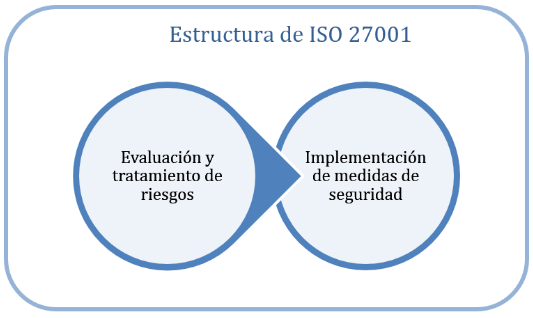 Estructura de ISO 27001
Evaluación y
tratamiento de
riesgos
Implementación
de medidas de
seguridad